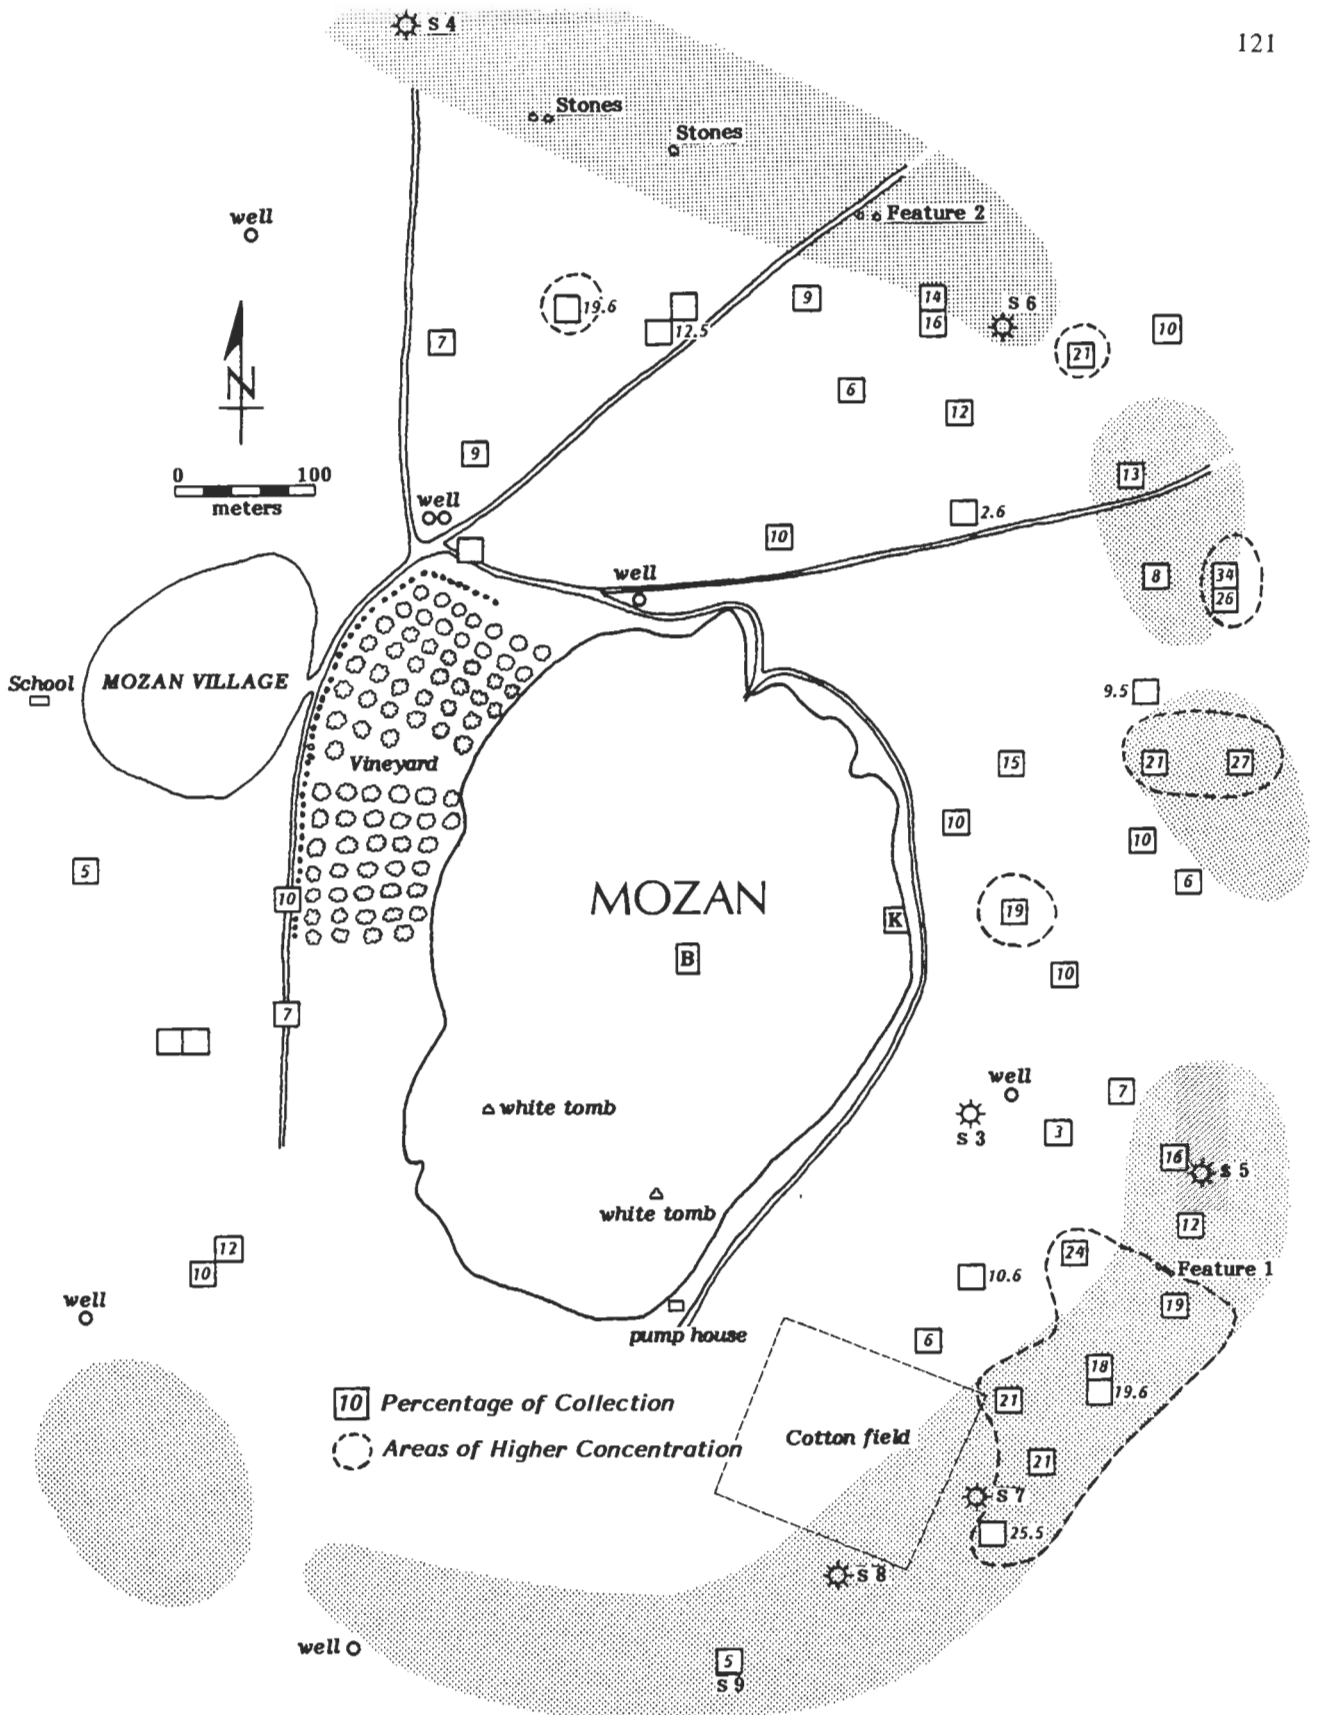 121
S 4
Stones
Stones
well
Feature 2
19.6
12.5
9
14
16
S 6
10
7
21
6
12
N
9
0 100
meters
13
well
2.6
10
well
8
34
26
School
MOZAN VILLAGE
9.5
Vineyard
15
21
27
10
10
5
6
10
MOZAN
19
K
B
10
7
well
7
white tomb
S 3
3
16
S 5
white tomb
12
12
24
10
10.6
Feature 1
well
19
pump house
6
18
10 Percentage of Collection
21
19.6
Areas of Higher Concentration
Cotton field
21
S 7
25.5
S 8
well
5
S 9